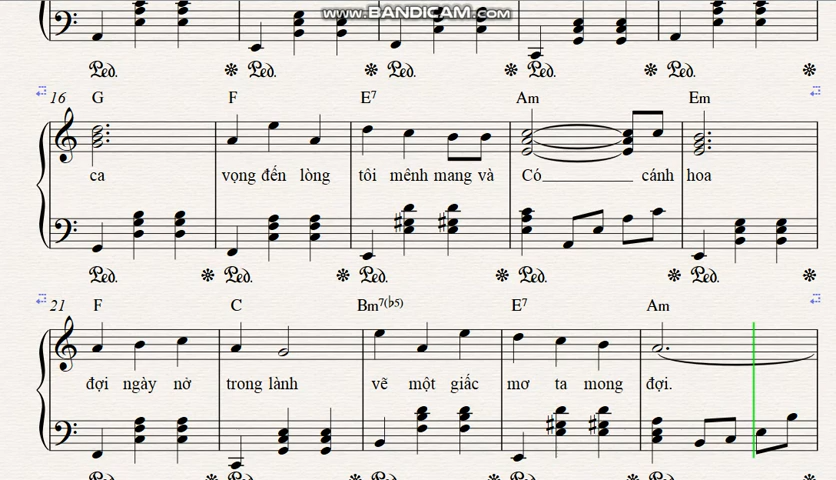 www.BANDICAM.com
Ped. Ped. Ped. Ped. Ped.
16 G F E7 Am Em
ca vọng đến lòng tôi mênh mang và Có cánh hoa
Ped. Ped. Ped. Ped. Ped.
21 F C Bm7(♭5) E7 Am
đợi ngày nở trong lành vẽ một giấc mơ ta mong đợi.